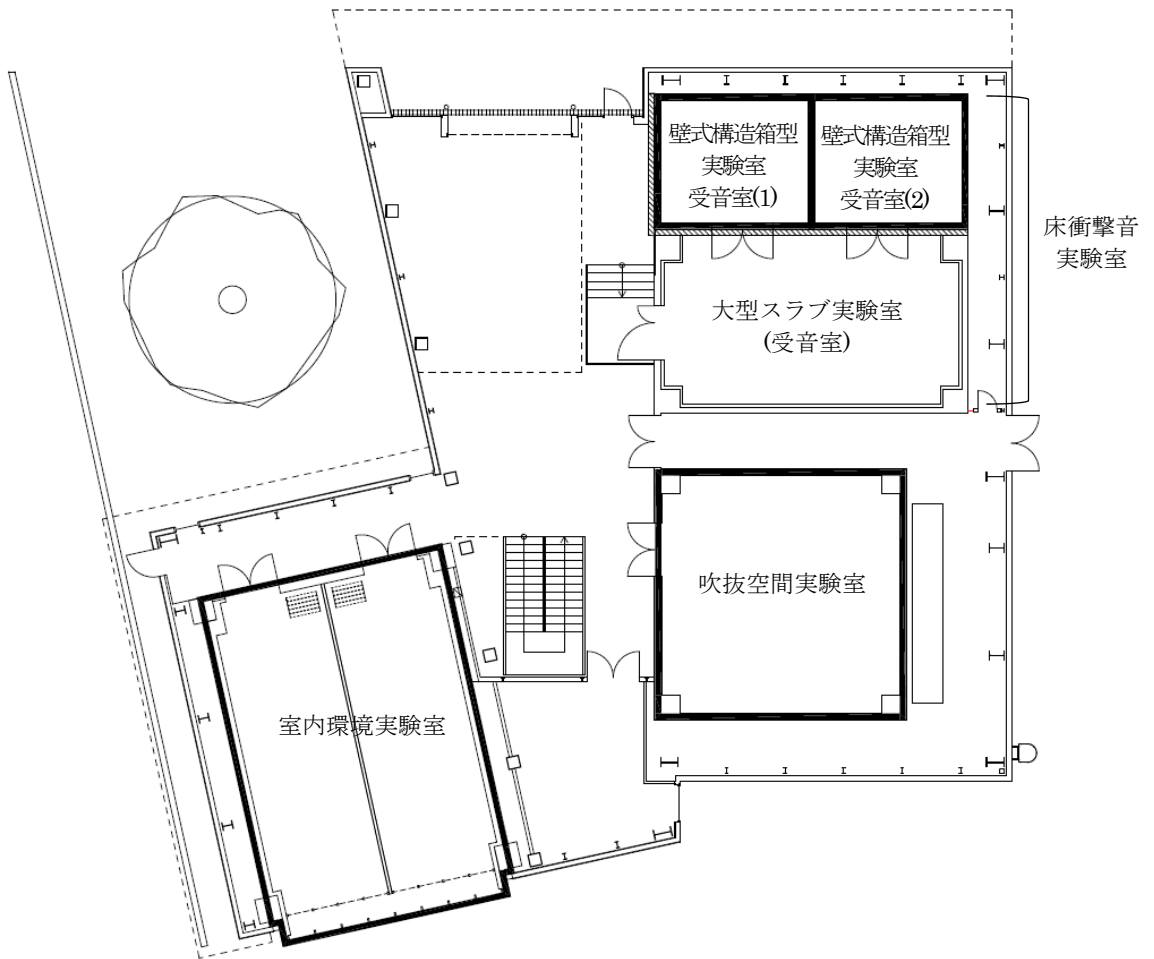 壁式構造箱型
実験室
受音室(1)
壁式構造箱型
実験室
受音室(2)
床衝撃音
実験室
大型スラブ実験室
(受音室)
吹抜空間実験室
室内環境実験室